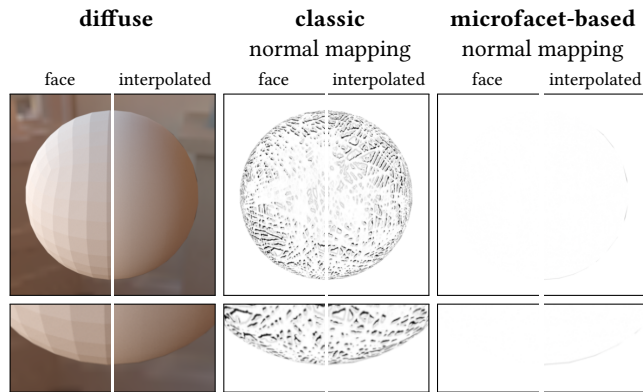 diffuse
classic
microfacet-based
normal mapping
normal mapping
face
interpolated
face
interpolated
face
interpolated